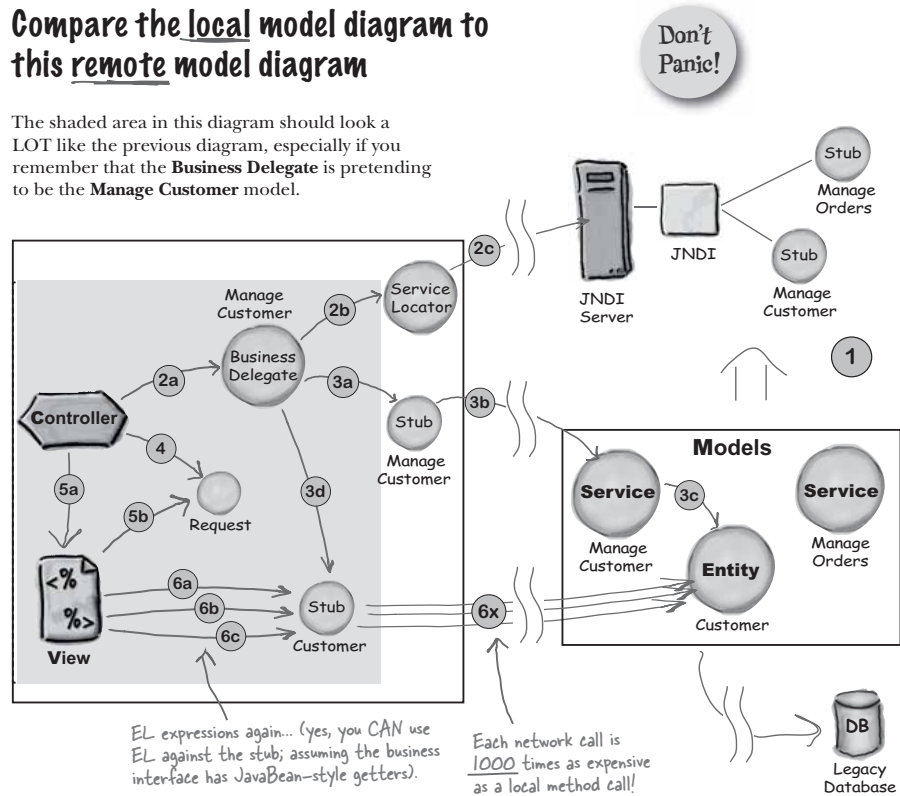 Compare the local model diagram to
this remote model diagram
Don't
Panic!
The shaded area in this diagram should look a
LOT like the previous diagram, especially if you
remember that the Business Delegate is pretending
to be the Manage Customer model.
Stub
Manage
Orders
JNDI
Stub
Manage
Customer
JNDI
Server
1
2c
Service
Locator
2b
Manage
Customer
Business
Delegate
2a
3a
Controller
Stub
Manage
Customer
3b
4
Request
3d
5a
5b
Models
Service
Manage
Customer
3c
Service
Manage
Orders
Entity
Customer
<%
%>
View
6a
6b
6c
Stub
Customer
6x
DB
Legacy
Database
EL expressions again... (yes, you CAN use
EL against the stub; assuming the business
interface has JavaBean-style getters).
Each network call is
1000 times as expensive
as a local method call!